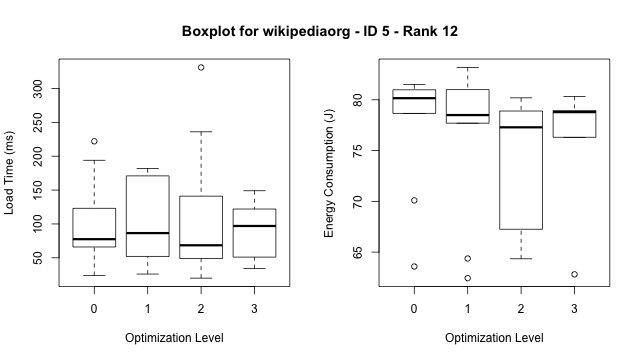 Boxplot for wikipediaorg - ID 5 - Rank 12
Load Time (ms)
300
250
200
150
100
50
0 1 2 3
Optimization Level
Energy Consumption (J)
80
75
70
65
0 1 2 3
Optimization Level